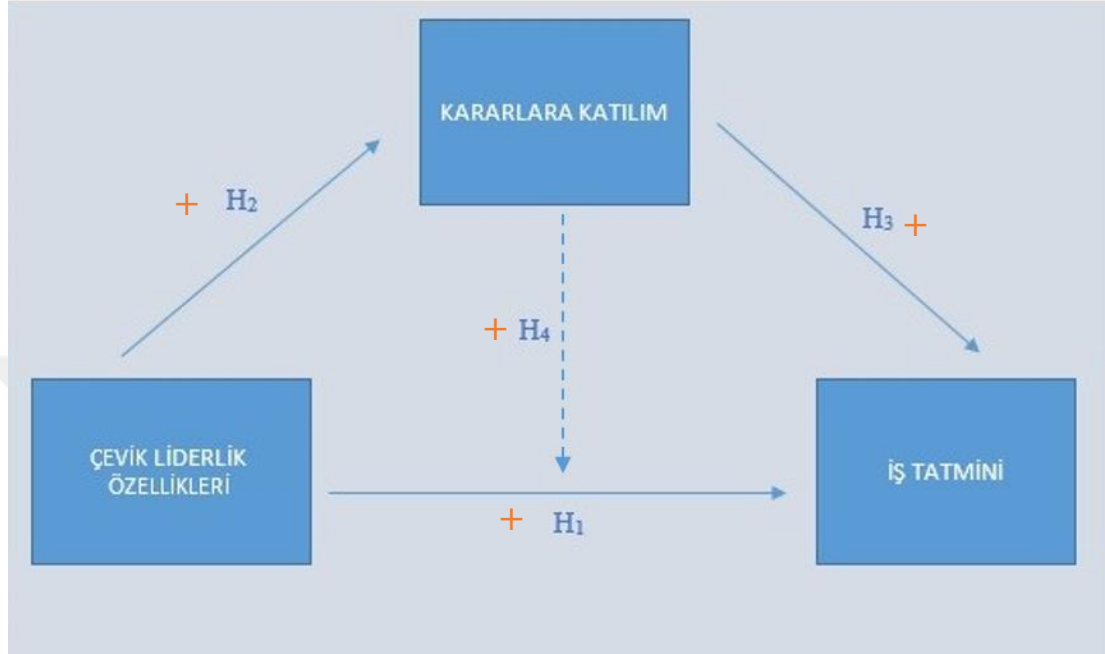 KARARLARA KATILIM
+ H₂
H₃ +
+ H₄
ÇEVİK LİDERLİK
ÖZELLİKLERİ
İŞ TATMİNİ
+ H₁